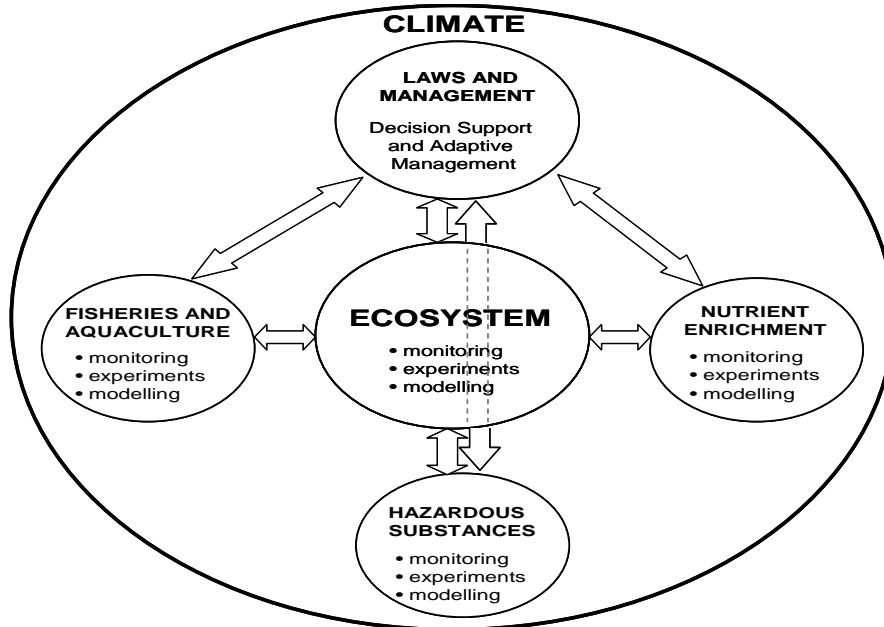 CLIMATE
LAWS AND
MANAGEMENT
Decision Support
and Adaptive
Management
FISHERIES AND
AQUACULTURE
• monitoring
• experiments
• modelling
ECOSYSTEM
• monitoring
• experiments
• modelling
NUTRIENT
ENRICHMENT
• monitoring
• experiments
• modelling
HAZARDOUS
SUBSTANCES
• monitoring
• experiments
• modelling